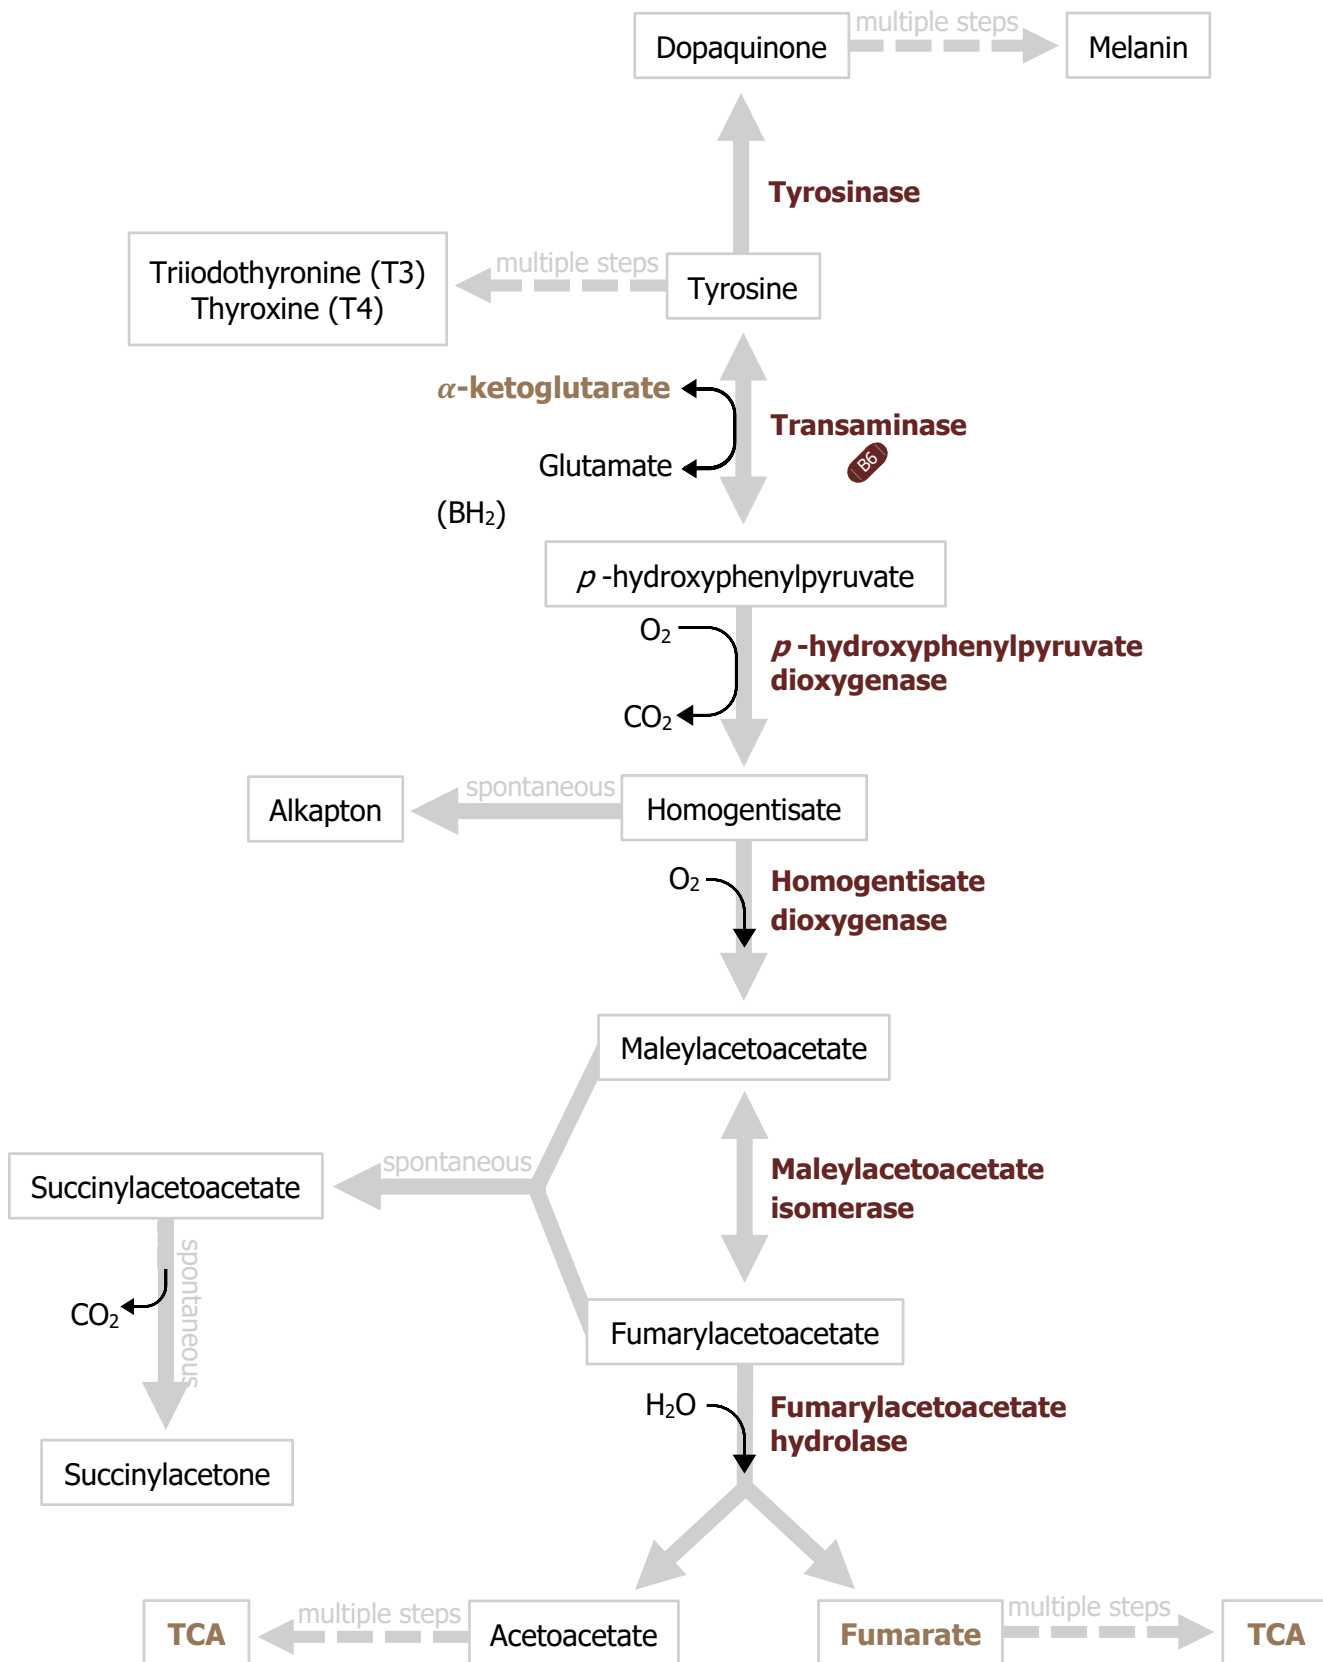 Dopaquinone
multiple steps
Melanin
Tyrosinase
Triiodothyronine (T3)
Thyroxine (T4)
multiple steps
Tyrosine
α-ketoglutarate
Transaminase
B6
Glutamate
(BH₂)
p -hydroxyphenylpyruvate
O₂
p -hydroxyphenylpyruvate
dioxygenase
CO₂
Alkapton
spontaneous
Homogentisate
O₂
Homogentisate
dioxygenase
Maleylacetoacetate
Succinylacetoacetate
spontaneous
Maleylacetoacetate
isomerase
spontaneous
CO₂
Fumarylacetoacetate
H₂O
Fumarylacetoacetate
hydrolase
Succinylacetone
TCA
multiple steps
Acetoacetate
Fumarate
multiple steps
TCA